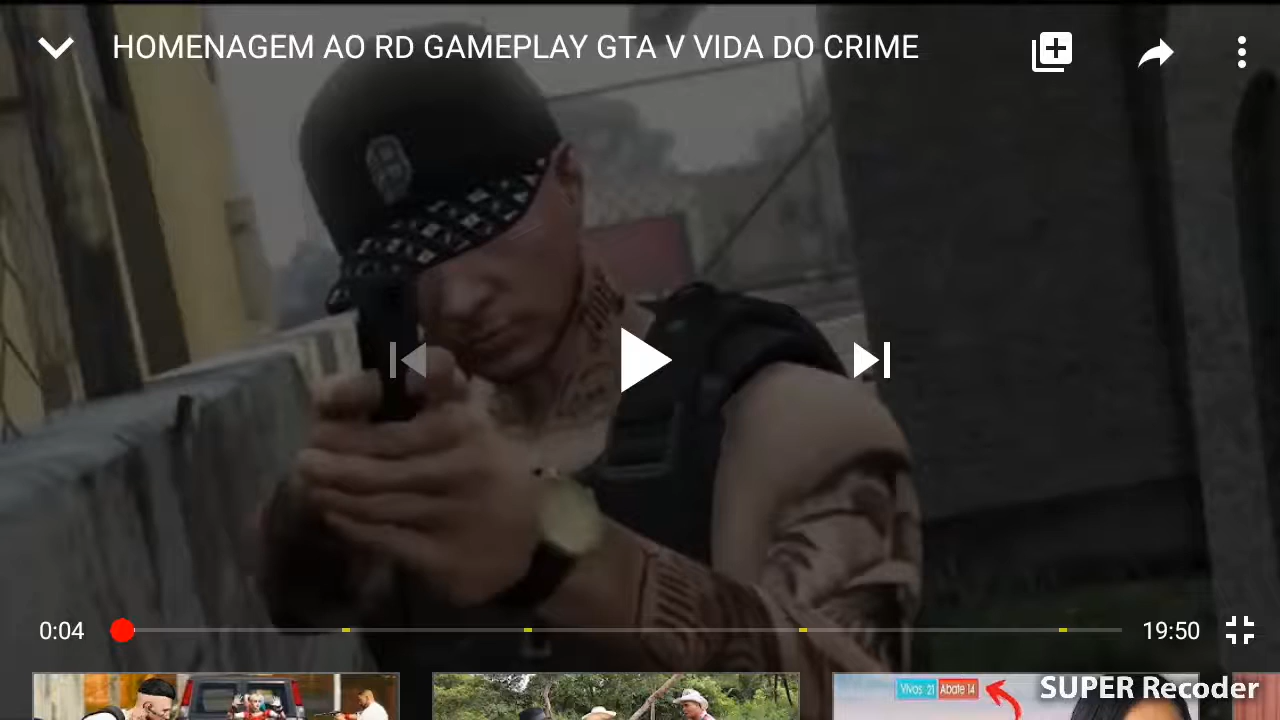 HOMENAGEM AO RD GAMEPLAY GTA V VIDA DO CRIME
0:04
19:50
Vivos 21 Abate 14
SUPER Recoder